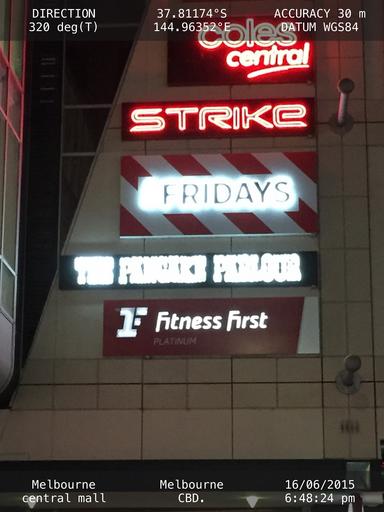 DIRECTION 37.81174°S ACCURACY 30 m
320 deg(T) 144.96352°E DATUM WGS84
coles
central
STRIKE
FRIDAYS
THE PANCAKE PARLOUR
Fitness First
PLATINUM
Melbourne Melbourne 16/06/2015
central mall CBD. 6:48:24 pm